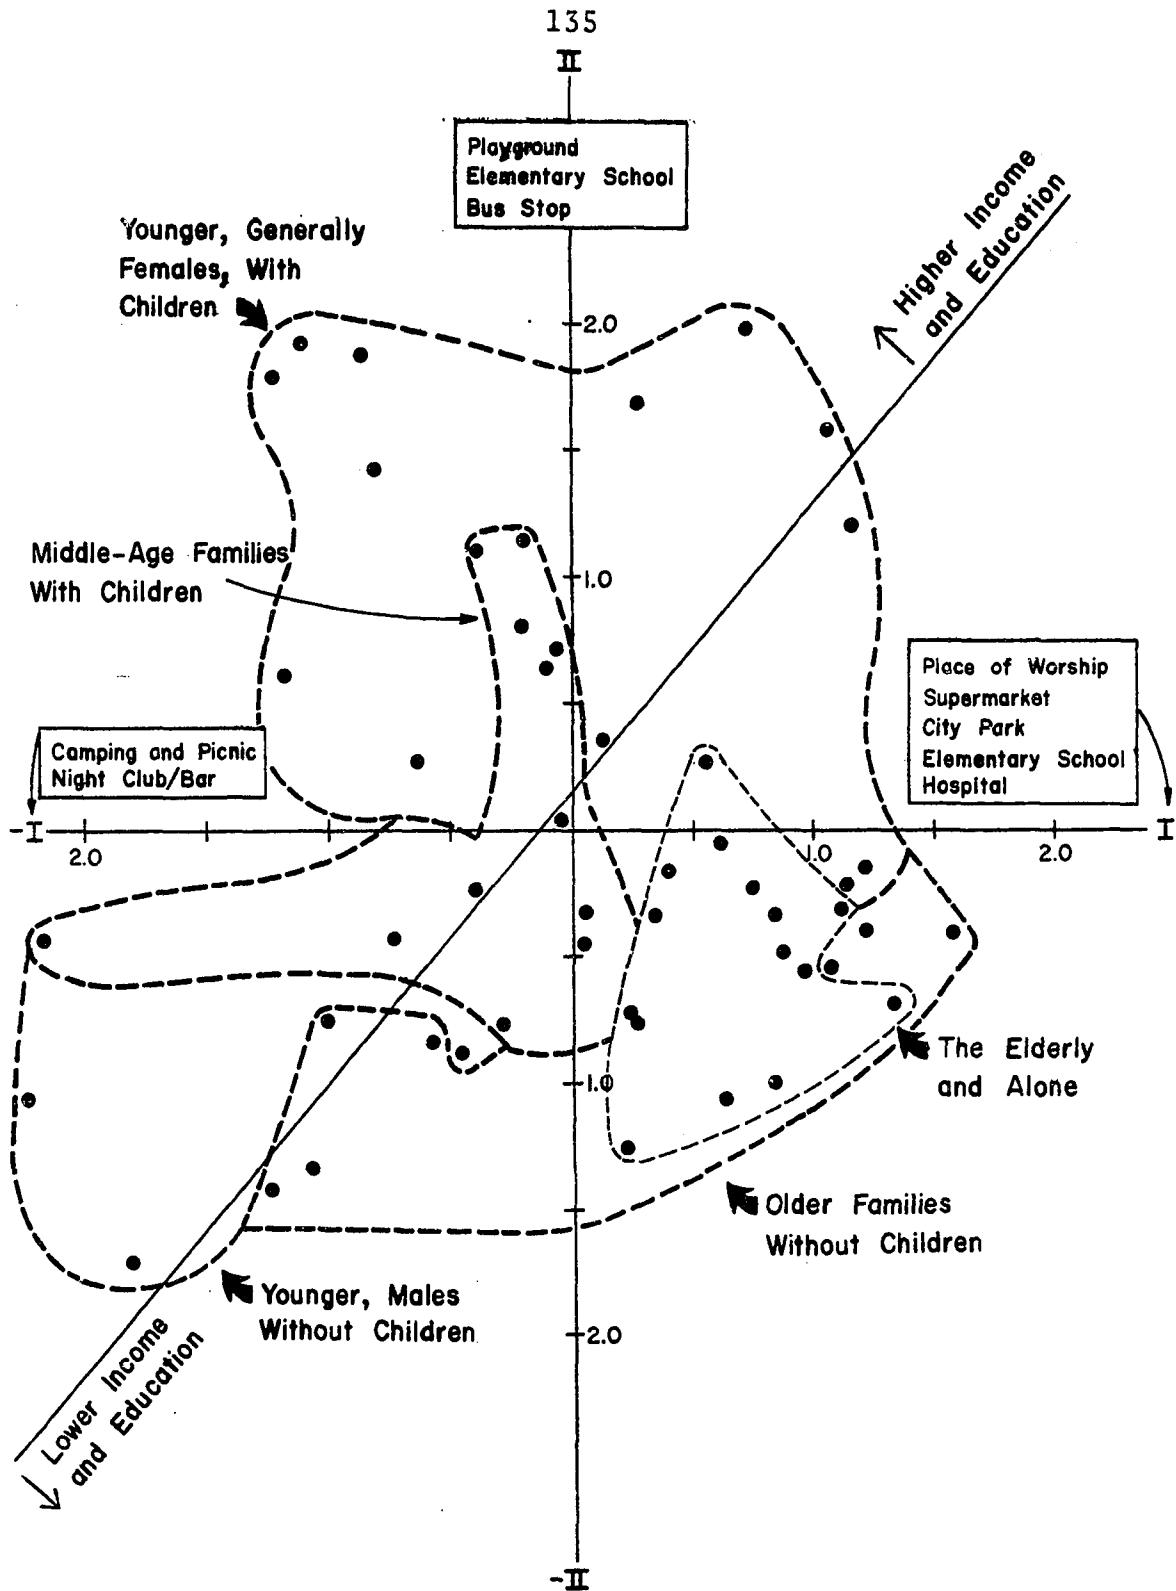 135
II
Playground
Elementary School
Bus Stop
Higher Income
and Education
Younger, Generally
Females, With
Children
2.0
Middle-Age Families
With Children
1.0
Place of Worship
Supermarket
City Park
Elementary School
Hospital
Camping and Picnic
Night Club/Bar
-I
I
2.0
1.0
2.0
1.0
The Elderly
and Alone
Older Families
Without Children
Younger, Males
Without Children
2.0
Lower Income
and Education
-II